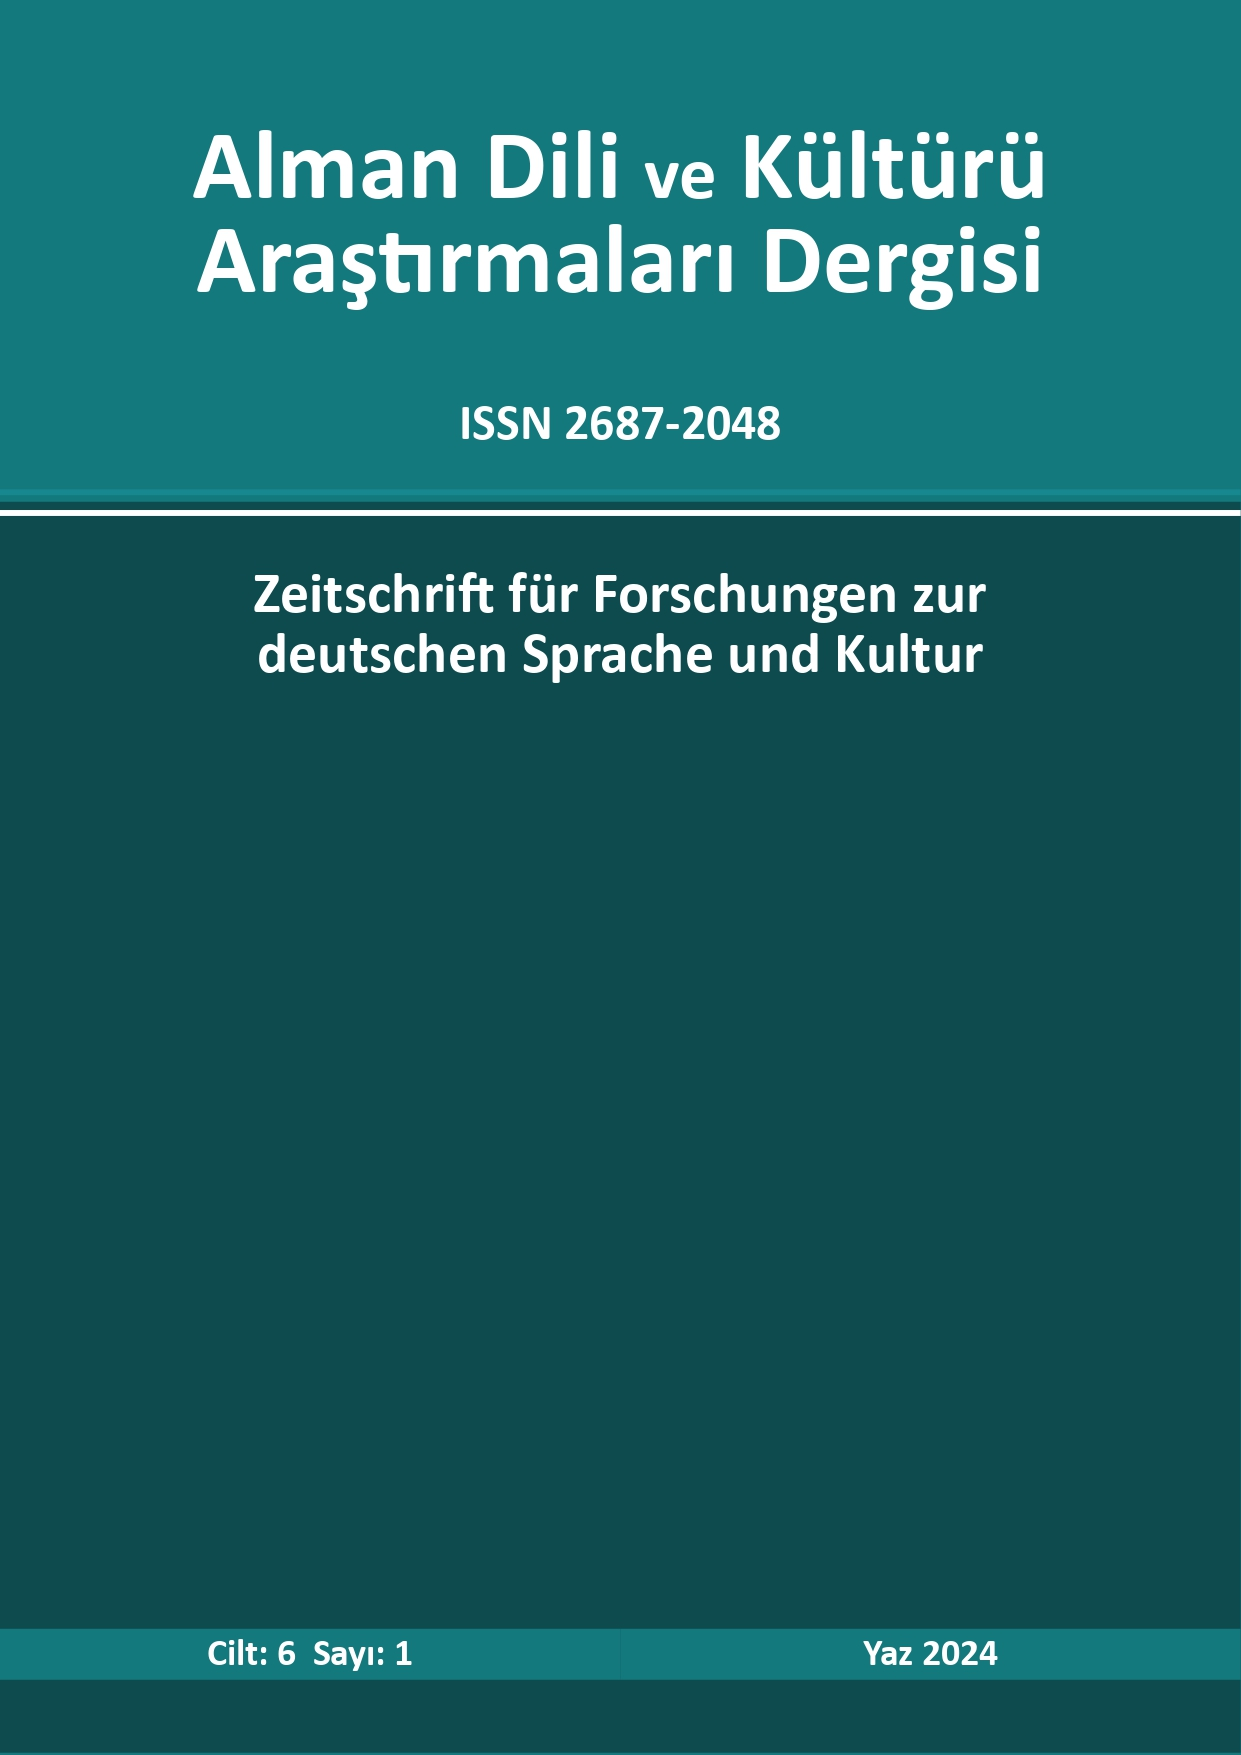 Alman Dili ve Kültürü
Araştırmaları Dergisi
ISSN 2687-2048
Zeitschrift für Forschungen zur
deutschen Sprache und Kultur
Cilt: 6 Sayı: 1
Yaz 2024